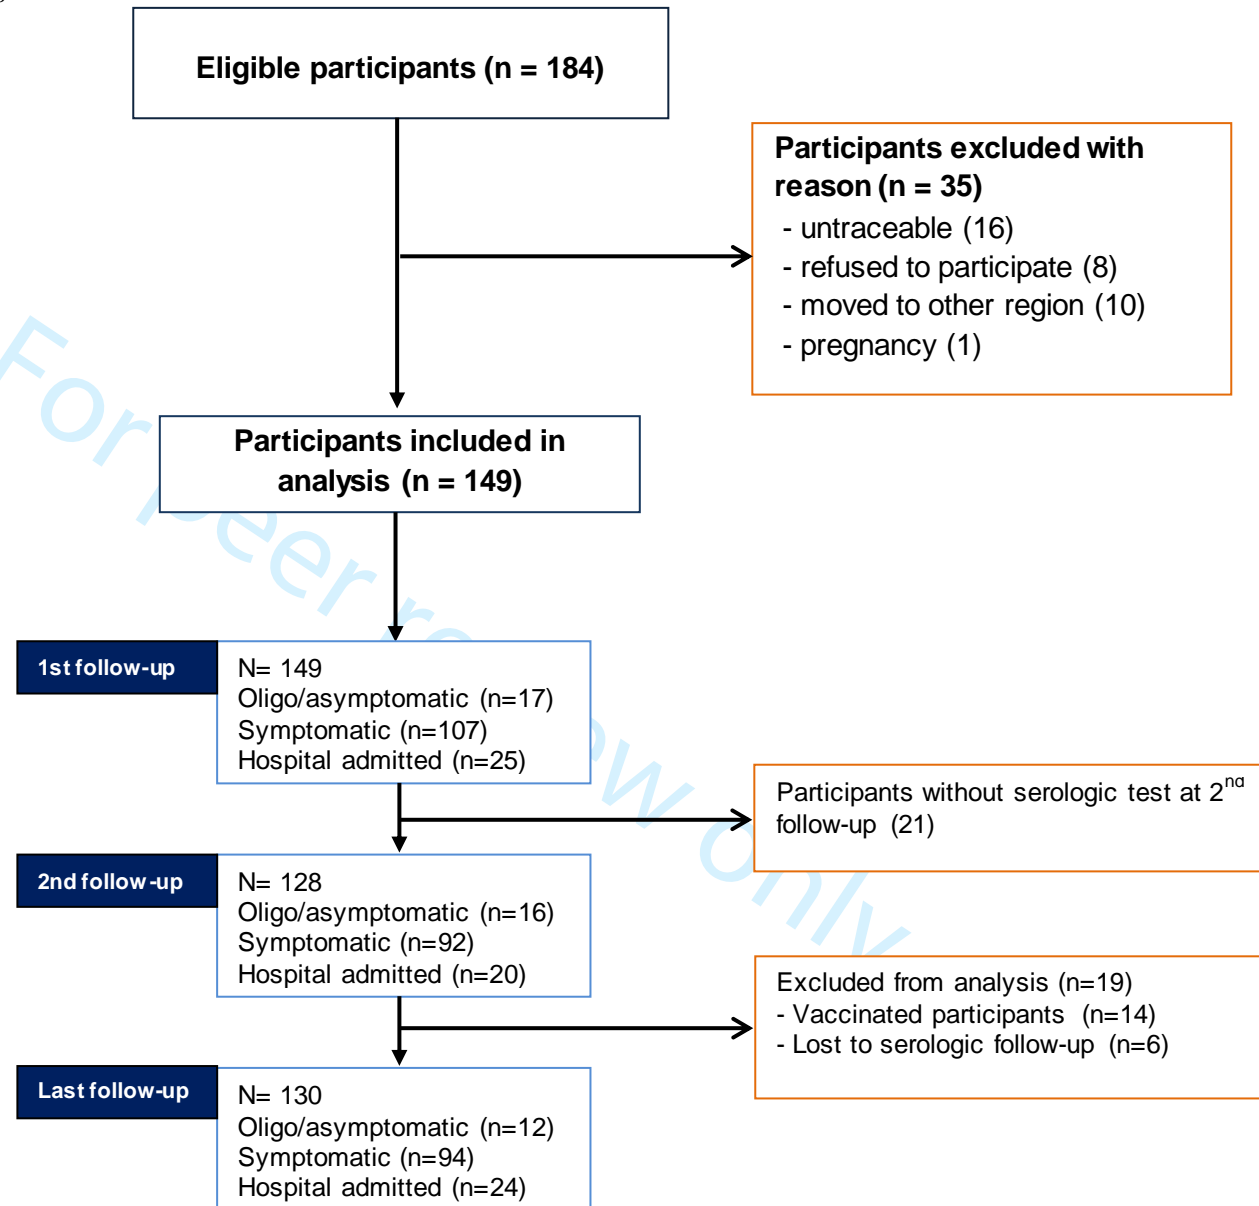 Eligible participants (n = 184)
Participants excluded with
reason (n = 35)
- untraceable (16)
- refused to participate (8)
- moved to other region (10)
- pregnancy (1)
Participants included in
analysis (n = 149)
1st follow-up
N= 149
Oligo/asymptomatic (n=17)
Symptomatic (n=107)
Hospital admitted (n=25)
Participants without serologic test at 2nd
follow-up (21)
2nd follow-up
N= 128
Oligo/asymptomatic (n=16)
Symptomatic (n=92)
Hospital admitted (n=20)
Excluded from analysis (n=19)
- Vaccinated participants (n=14)
- Lost to serologic follow-up (n=6)
Last follow-up
N= 130
Oligo/asymptomatic (n=12)
Symptomatic (n=94)
Hospital admitted (n=24)
For peer review only